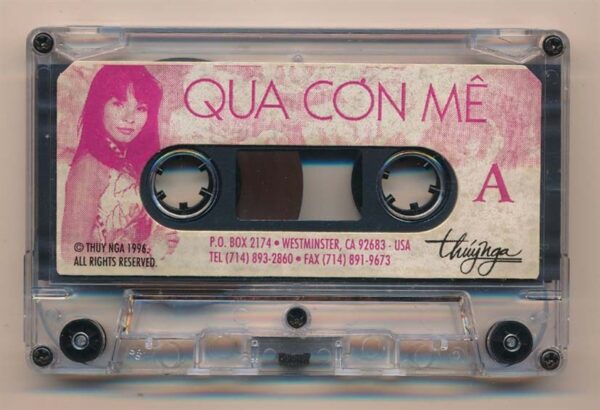 QUA CƠN MÊ
A
© THUY NGA 1996.
ALL RIGHTS RESERVED
P.O. BOX 2174 • WESTMINSTER, CA 92683 - USA
TEL (714) 893-2860 • FAX (714) 891-9673
thúynga